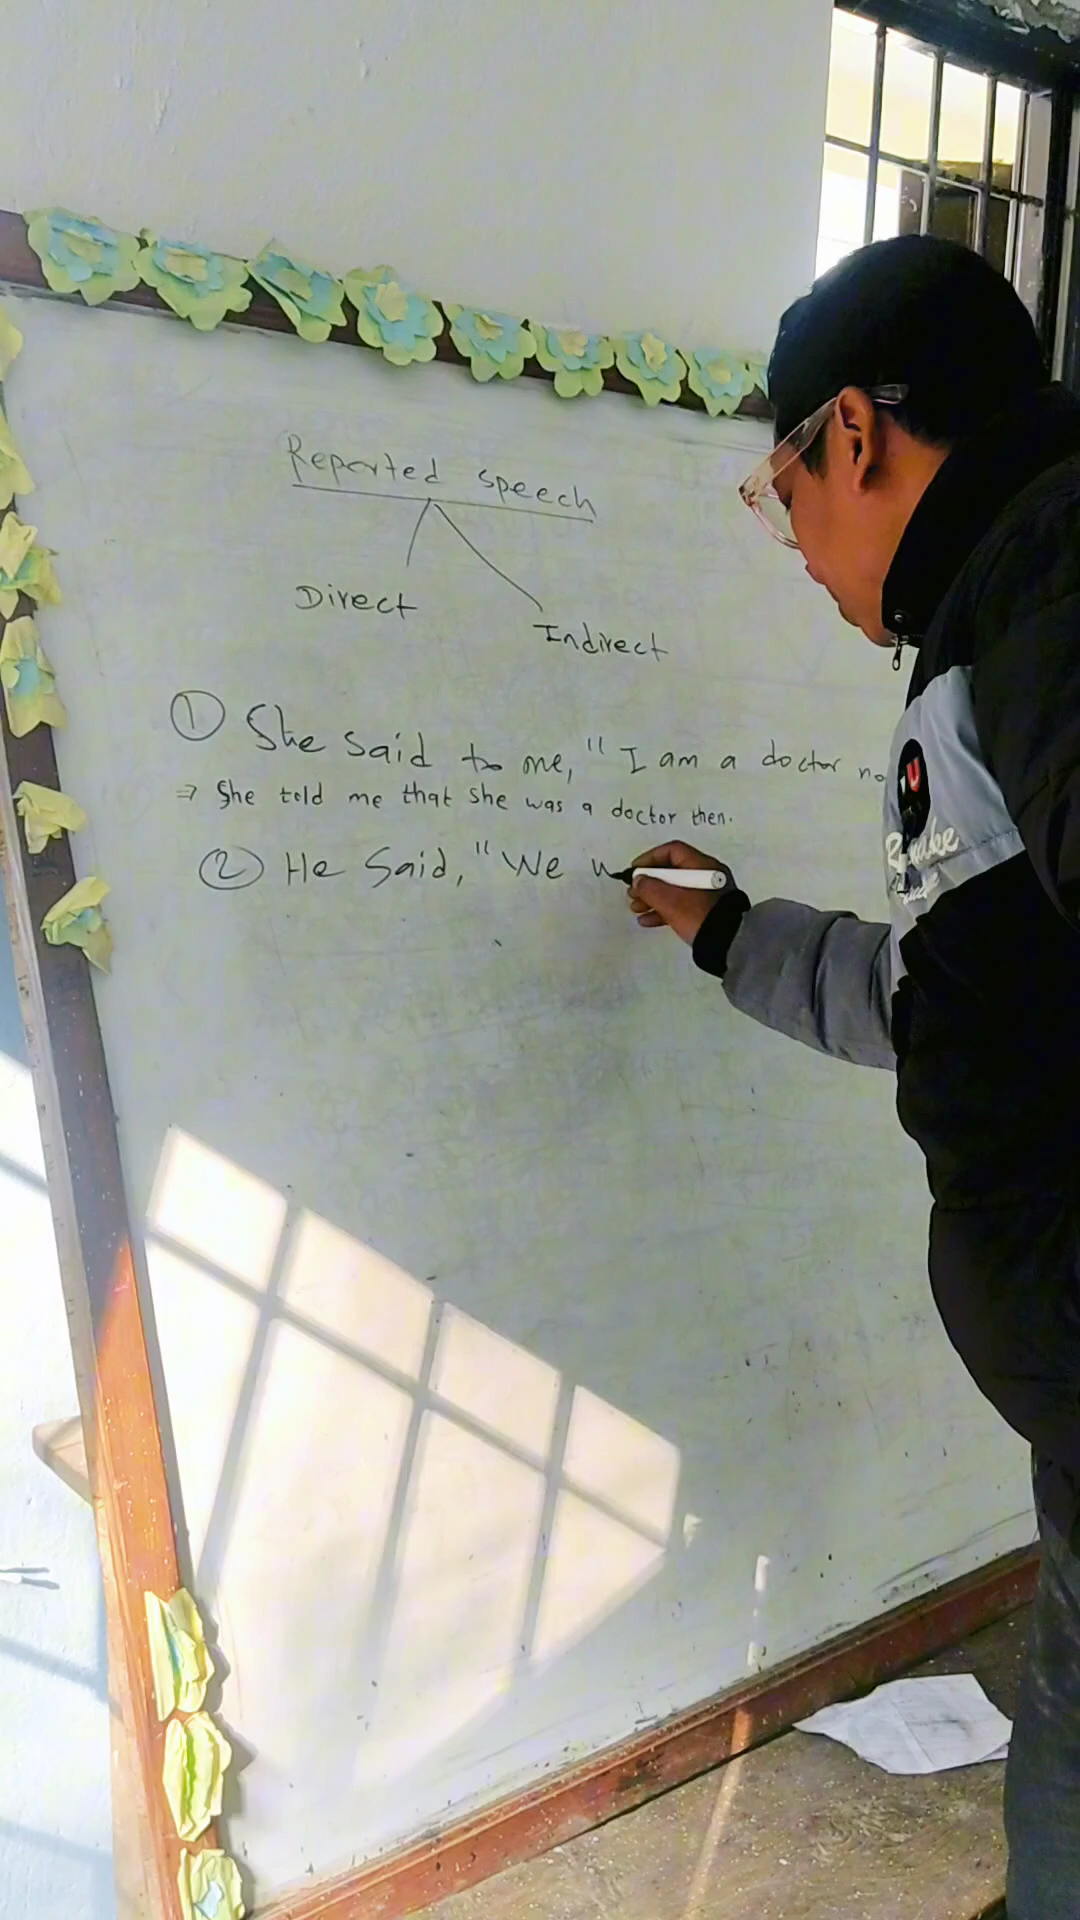 Reported speech
Direct
Indirect
① She said to me, "I am a doctor no
⇒ She told me that she was a doctor then.
② He Said, "We w